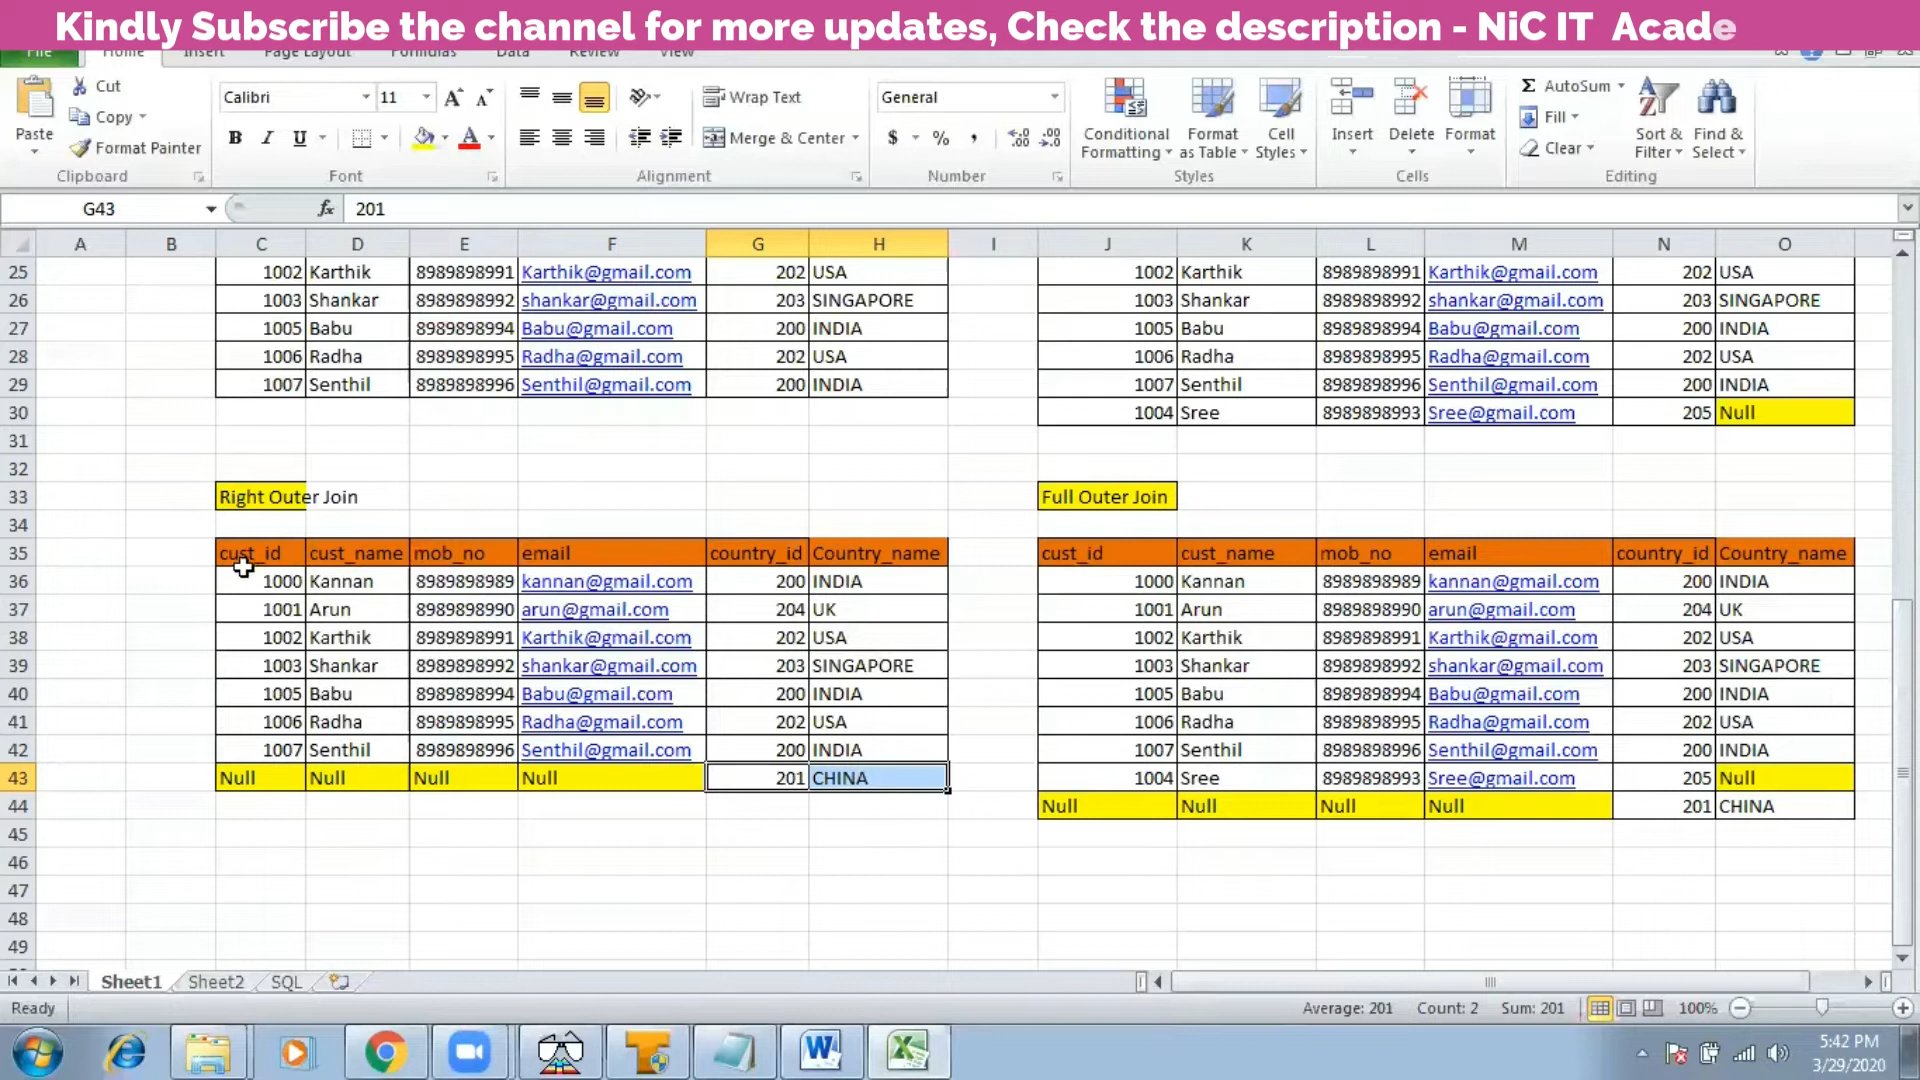 Kindly Subscribe the channel for more updates, Check the description - NiC IT Acade
File Home Insert Page Layout Formulas Data Review View
Paste
Cut
Copy
Format Painter
Clipboard
Calibri 11
B I U
Font
Wrap Text
Merge & Center
Alignment
General
$ % ,
Number
Conditional Formatting
Format as Table
Cell Styles
Styles
Insert Delete Format
Cells
Σ AutoSum
Fill
Clear
Sort & Filter
Find & Select
Editing
G43 fx 201
A B C D E F G H I J K L M N O
25 1002 Karthik 8989898991 Karthik@gmail.com 202 USA 1002 Karthik 8989898991 Karthik@gmail.com 202 USA
26 1003 Shankar 8989898992 shankar@gmail.com 203 SINGAPORE 1003 Shankar 8989898992 shankar@gmail.com 203 SINGAPORE
27 1005 Babu 8989898994 Babu@gmail.com 200 INDIA 1005 Babu 8989898994 Babu@gmail.com 200 INDIA
28 1006 Radha 8989898995 Radha@gmail.com 202 USA 1006 Radha 8989898995 Radha@gmail.com 202 USA
29 1007 Senthil 8989898996 Senthil@gmail.com 200 INDIA 1007 Senthil 8989898996 Senthil@gmail.com 200 INDIA
30 1004 Sree 8989898993 Sree@gmail.com 205 Null
31
32
33 Right Outer Join Full Outer Join
34
35 cust_id cust_name mob_no email country_id Country_name cust_id cust_name mob_no email country_id Country_name
36 1000 Kannan 8989898989 kannan@gmail.com 200 INDIA 1000 Kannan 8989898989 kannan@gmail.com 200 INDIA
37 1001 Arun 8989898990 arun@gmail.com 204 UK 1001 Arun 8989898990 arun@gmail.com 204 UK
38 1002 Karthik 8989898991 Karthik@gmail.com 202 USA 1002 Karthik 8989898991 Karthik@gmail.com 202 USA
39 1003 Shankar 8989898992 shankar@gmail.com 203 SINGAPORE 1003 Shankar 8989898992 shankar@gmail.com 203 SINGAPORE
40 1005 Babu 8989898994 Babu@gmail.com 200 INDIA 1005 Babu 8989898994 Babu@gmail.com 200 INDIA
41 1006 Radha 8989898995 Radha@gmail.com 202 USA 1006 Radha 8989898995 Radha@gmail.com 202 USA
42 1007 Senthil 8989898996 Senthil@gmail.com 200 INDIA 1007 Senthil 8989898996 Senthil@gmail.com 200 INDIA
43 Null Null Null Null 201 CHINA 1004 Sree 8989898993 Sree@gmail.com 205 Null
44 Null Null Null Null 201 CHINA
45
46
47
48
49
Sheet1 Sheet2 SQL
Ready Average: 201 Count: 2 Sum: 201 100%
5:42 PM
3/29/2020